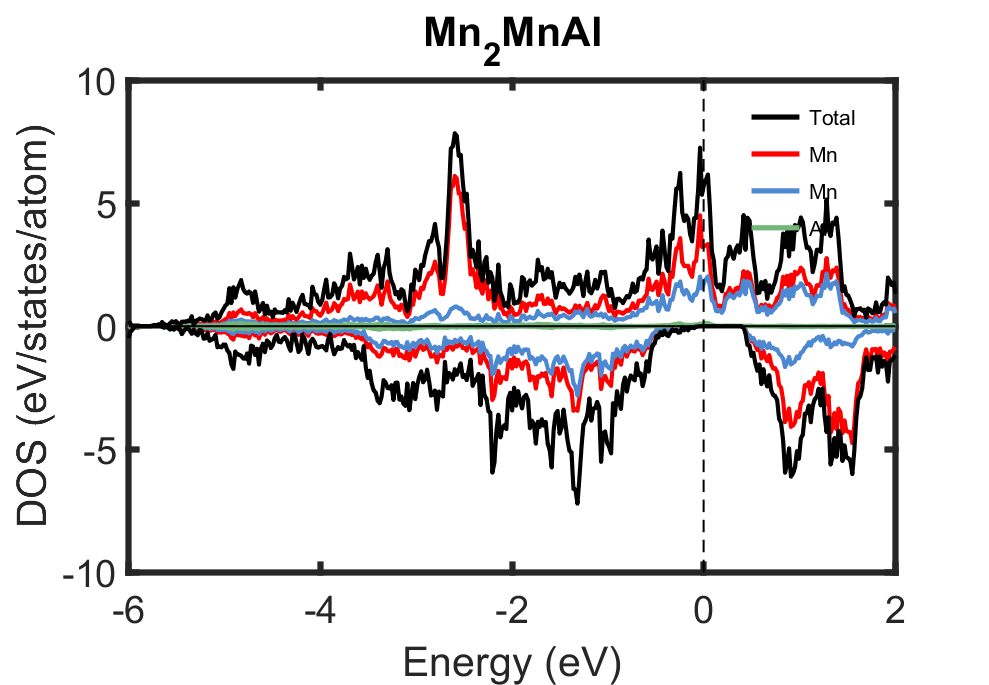 Mn2MnAl
10
5
0
-5
-10
DOS (eV/states/atom)
Total
Mn
Mn
-6
-4
-2
0
2
Energy (eV)